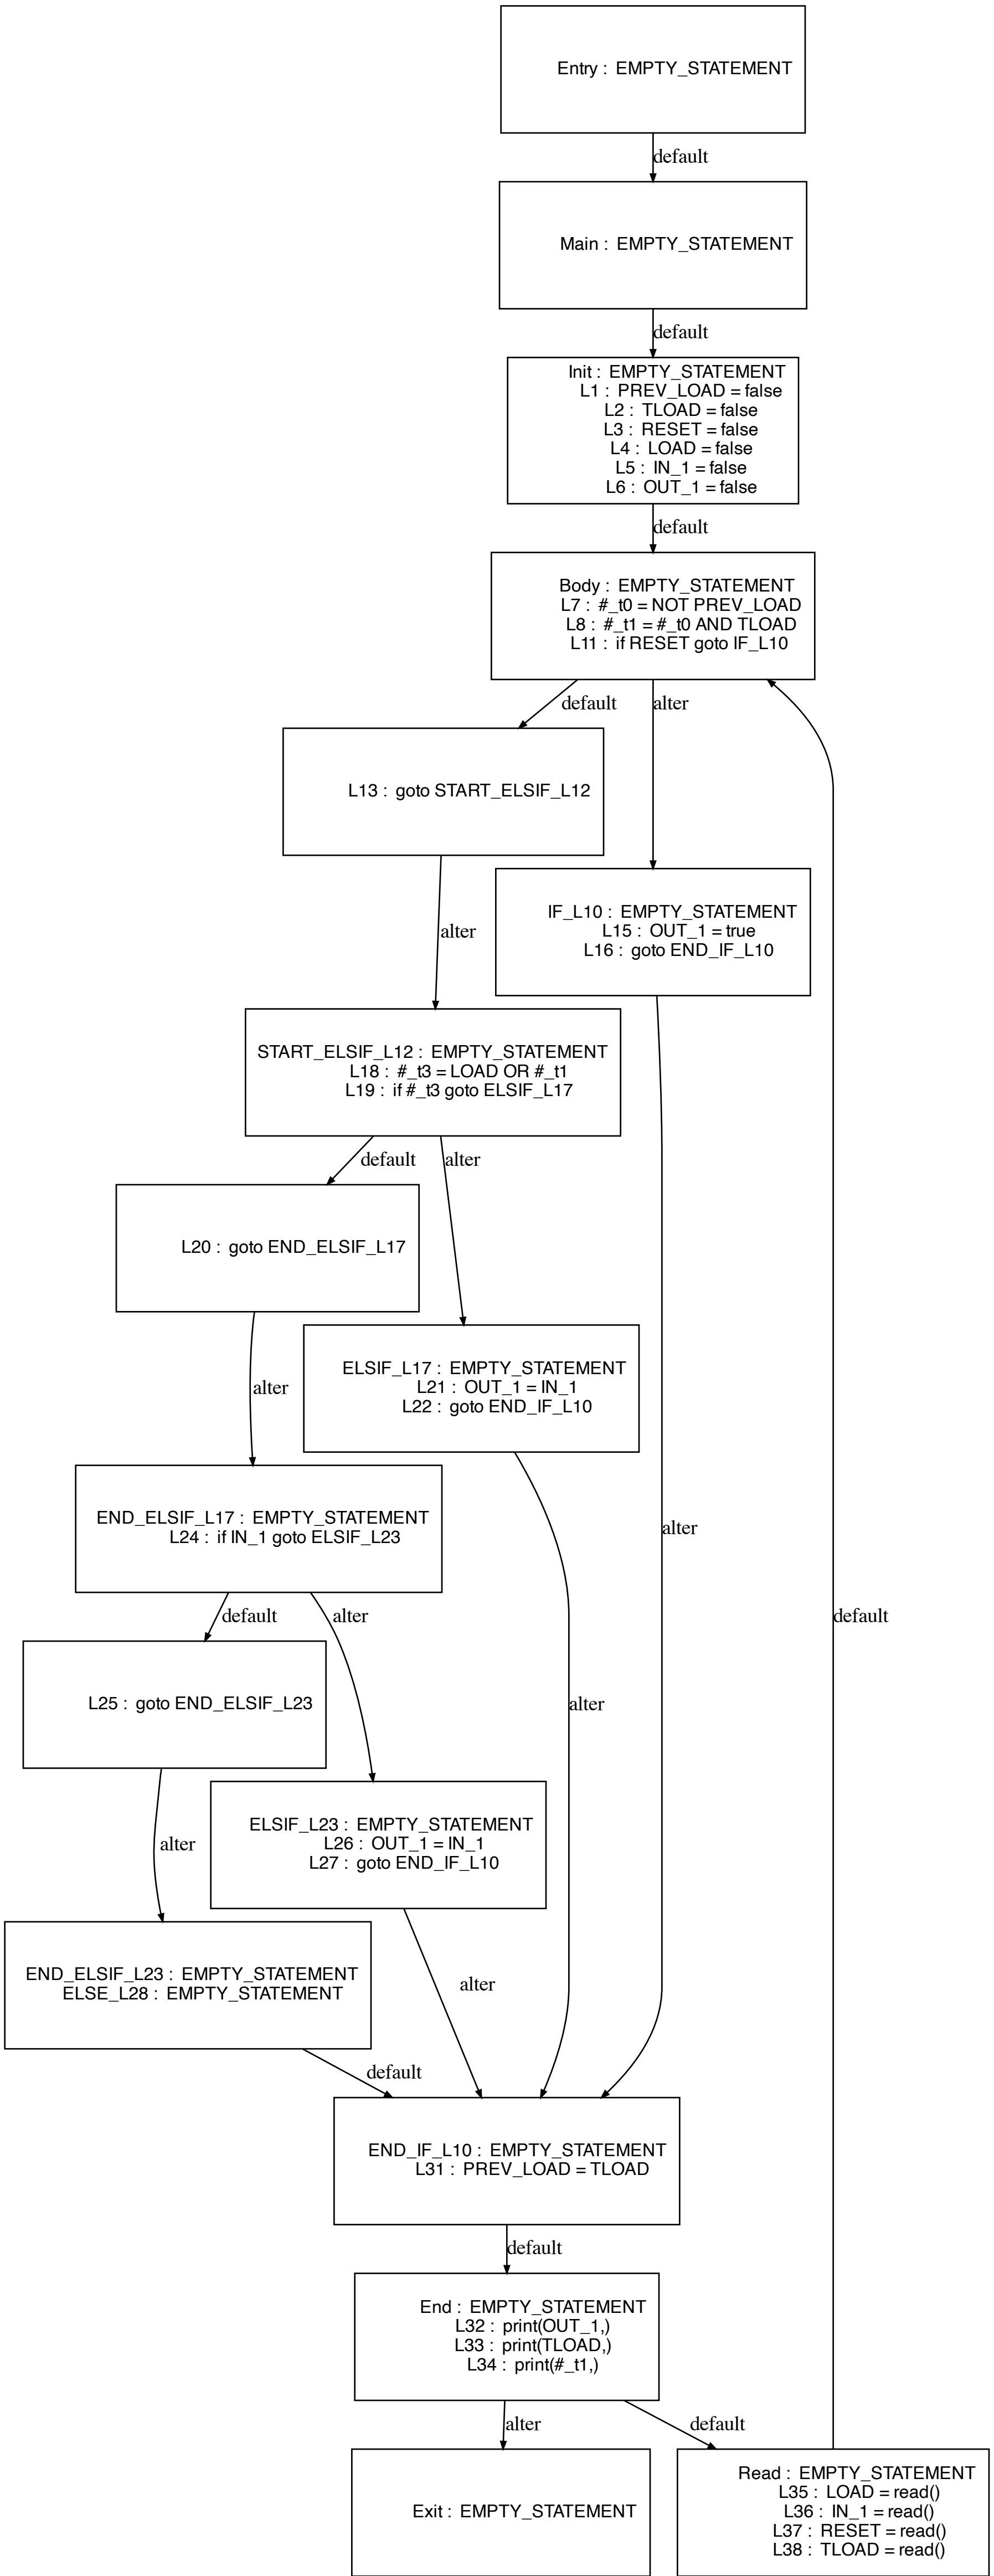 Entry :  EMPTY_STATEMENT
default
Main :  EMPTY_STATEMENT
default
Init :  EMPTY_STATEMENT
L1 :  PREV_LOAD = false
L2 :  TLOAD = false
L3 :  RESET = false
L4 :  LOAD = false
L5 :  IN_1 = false
L6 :  OUT_1 = false
default
Body :  EMPTY_STATEMENT
L7 :  #_t0 = NOT PREV_LOAD
L8 :  #_t1 = #_t0 AND TLOAD
L11 :  if RESET goto IF_L10
default
alter
L13 :  goto START_ELSIF_L12
alter
IF_L10 :  EMPTY_STATEMENT
L15 :  OUT_1 = true
L16 :  goto END_IF_L10
START_ELSIF_L12 :  EMPTY_STATEMENT
L18 :  #_t3 = LOAD OR #_t1
L19 :  if #_t3 goto ELSIF_L17
default
alter
L20 :  goto END_ELSIF_L17
alter
ELSIF_L17 :  EMPTY_STATEMENT
L21 :  OUT_1 = IN_1
L22 :  goto END_IF_L10
END_ELSIF_L17 :  EMPTY_STATEMENT
L24 :  if IN_1 goto ELSIF_L23
alter
default
alter
default
L25 :  goto END_ELSIF_L23
alter
alter
ELSIF_L23 :  EMPTY_STATEMENT
L26 :  OUT_1 = IN_1
L27 :  goto END_IF_L10
END_ELSIF_L23 :  EMPTY_STATEMENT
ELSE_L28 :  EMPTY_STATEMENT
alter
default
END_IF_L10 :  EMPTY_STATEMENT
L31 :  PREV_LOAD = TLOAD
default
End :  EMPTY_STATEMENT
L32 :  print(OUT_1,)
L33 :  print(TLOAD,)
L34 :  print(#_t1,)
alter
default
Exit :  EMPTY_STATEMENT
Read :  EMPTY_STATEMENT
L35 :  LOAD = read()
L36 :  IN_1 = read()
L37 :  RESET = read()
L38 :  TLOAD = read()